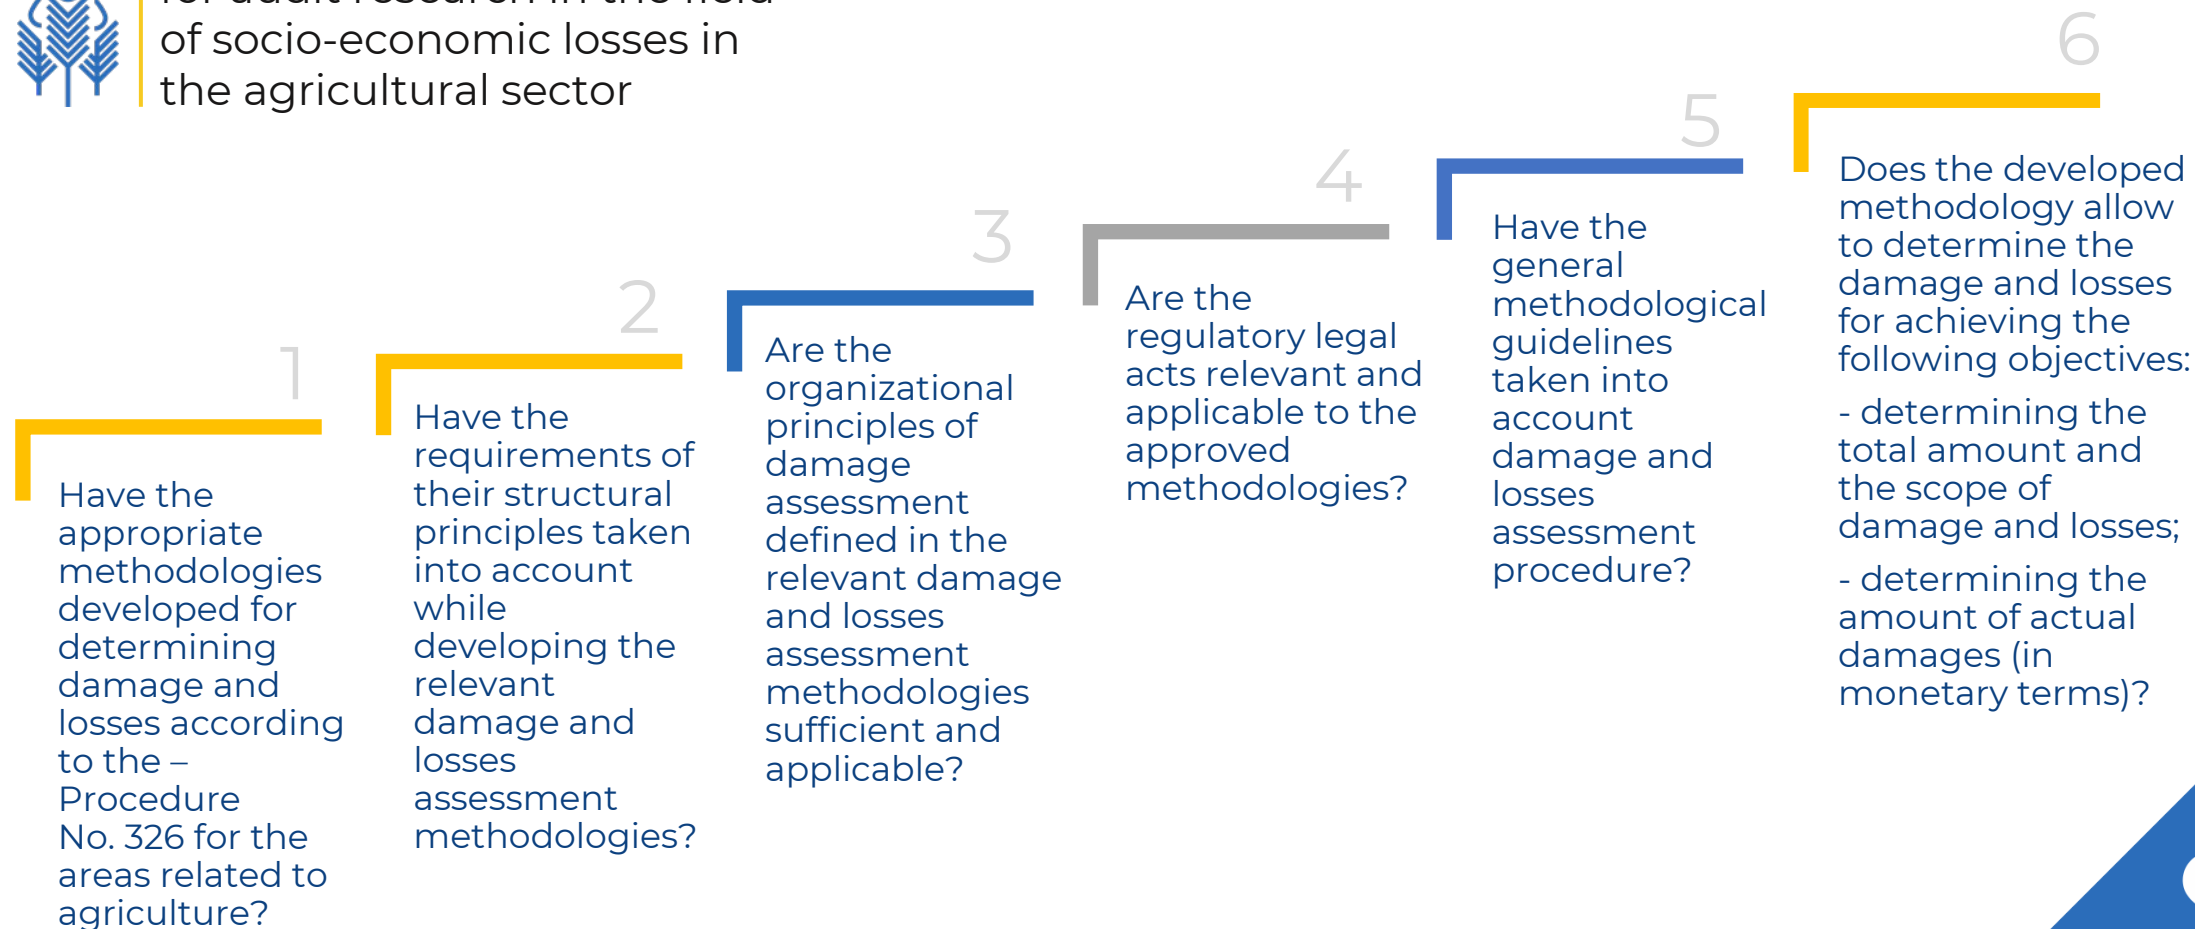 for audit research in the field
of socio-economic losses in
the agricultural sector
1
Have the
appropriate
methodologies
developed for
determining
damage and
losses according
to the –
Procedure
No. 326 for the
areas related to
agriculture?
2
Have the
requirements of
their structural
principles taken
into account
while
developing the
relevant
damage and
losses
assessment
methodologies?
3
Are the
organizational
principles of
damage
assessment
defined in the
relevant damage
and losses
assessment
methodologies
sufficient and
applicable?
4
Are the
regulatory legal
acts relevant and
applicable to the
approved
methodologies?
5
Have the
general
methodological
guidelines
taken into
account
damage and
losses
assessment
procedure?
6
Does the developed
methodology allow
to determine the
damage and losses
for achieving the
following objectives:
- determining the
total amount and
the scope of
damage and losses;
- determining the
amount of actual
damages (in
monetary terms)?